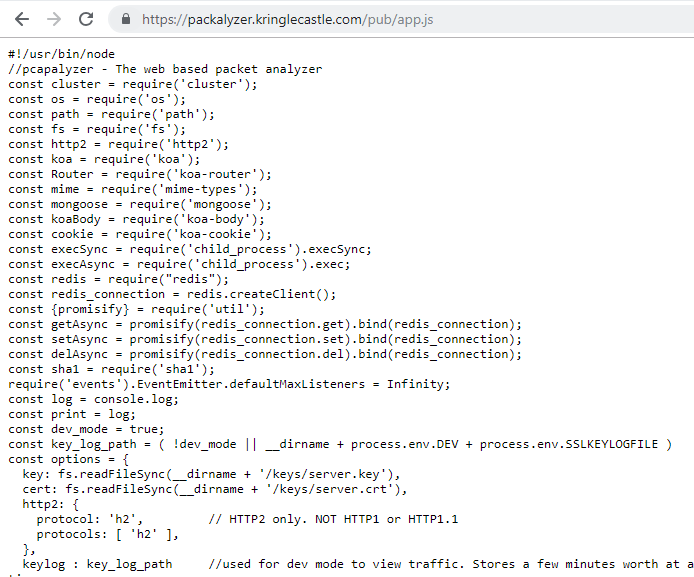 https://packalyzer.kringlecastle.com/pub/app.js
#!/usr/bin/node
//pcapalyzer - The web based packet analyzer
const cluster = require('cluster');
const os = require('os');
const path = require('path');
const fs = require('fs');
const http2 = require('http2');
const koa = require('koa');
const Router = require('koa-router');
const mime = require('mime-types');
const mongoose = require('mongoose');
const koaBody = require('koa-body');
const cookie = require('koa-cookie');
const execSync = require('child_process').execSync;
const execAsync = require('child_process').exec;
const redis = require("redis");
const redis_connection = redis.createClient();
const {promisify} = require('util');
const getAsync = promisify(redis_connection.get).bind(redis_connection);
const setAsync = promisify(redis_connection.set).bind(redis_connection);
const delAsync = promisify(redis_connection.del).bind(redis_connection);
const sha1 = require('sha1');
require('events').EventEmitter.defaultMaxListeners = Infinity;
const log = console.log;
const print = log;
const dev_mode = true;
const key_log_path = ( !dev_mode || __dirname + process.env.DEV + process.env.SSLKEYLOGFILE )
const options = {
  key: fs.readFileSync(__dirname + '/keys/server.key'),
  cert: fs.readFileSync(__dirname + '/keys/server.crt'),
  http2: {
    protocol: 'h2',         // HTTP2 only. NOT HTTP1 or HTTP1.1
    protocols: [ 'h2' ],
  },
  keylog : key_log_path     //used for dev mode to view traffic. Stores a few minutes worth at a